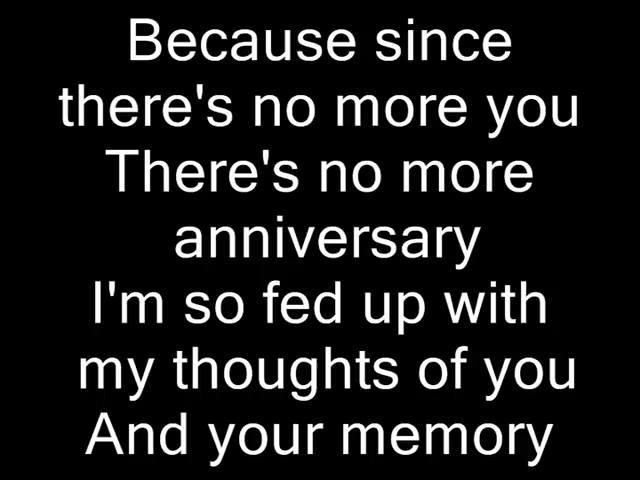 Because since
there's no more you
There's no more
anniversary
I'm so fed up with
my thoughts of you
And your memory